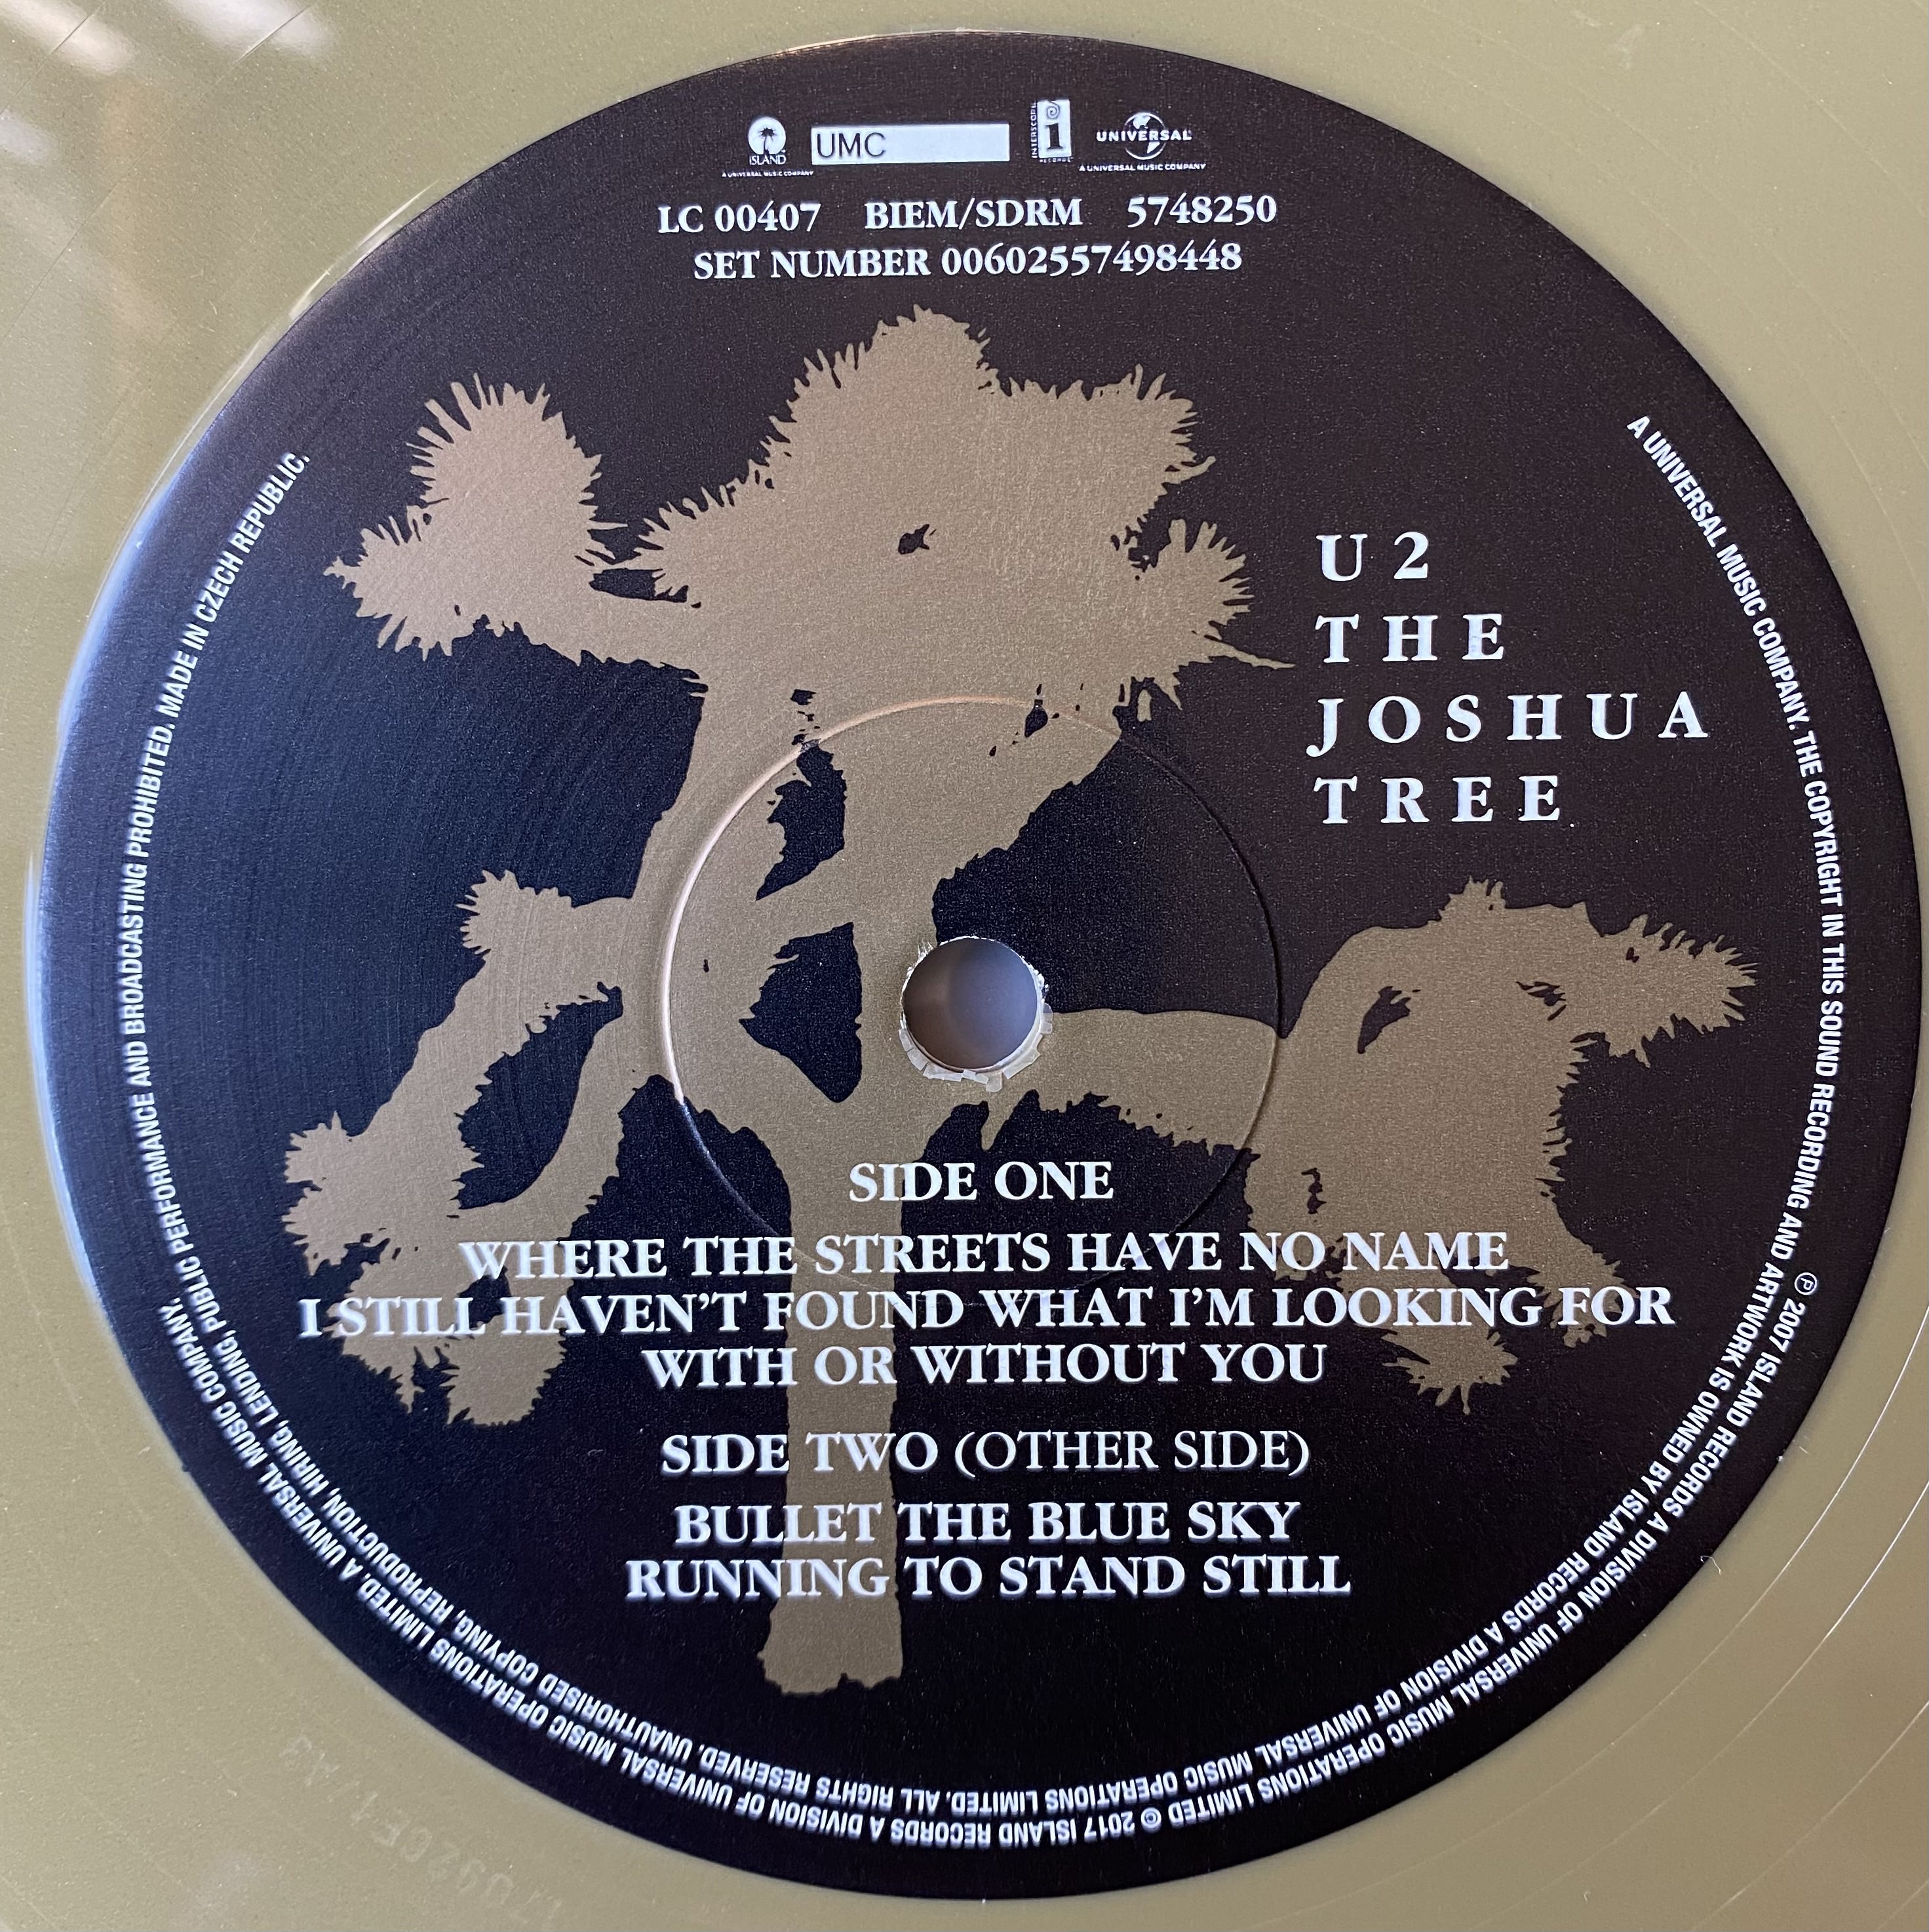 ISLAND
A UNIVERSAL MUSIC COMPANY
UMC
INTERSCOPE
RECORDS
UNIVERSAL
A UNIVERSAL MUSIC COMPANY
LC 00407 BIEM/SDRM 5748250
SET NUMBER 00602557498448
U2
THE
JOSHUA
TREE
SIDE ONE
WHERE THE STREETS HAVE NO NAME
I STILL HAVEN'T FOUND WHAT I'M LOOKING FOR
WITH OR WITHOUT YOU
SIDE TWO (OTHER SIDE)
BULLET THE BLUE SKY
RUNNING TO STAND STILL
℗ 2007 ISLAND RECORDS A DIVISION OF UNIVERSAL MUSIC OPERATIONS LIMITED © 2017 ISLAND RECORDS A DIVISION OF UNIVERSAL MUSIC OPERATIONS LIMITED. A UNIVERSAL MUSIC COMPANY.
A UNIVERSAL MUSIC COMPANY. THE COPYRIGHT IN THIS SOUND RECORDING AND ARTWORK IS OWNED BY ISLAND RECORDS A DIVISION OF UNIVERSAL MUSIC OPERATIONS LIMITED. ALL RIGHTS RESERVED. UNAUTHORISED COPYING, REPRODUCTION, HIRING, LENDING, PUBLIC PERFORMANCE AND BROADCASTING PROHIBITED. MADE IN CZECH REPUBLIC.